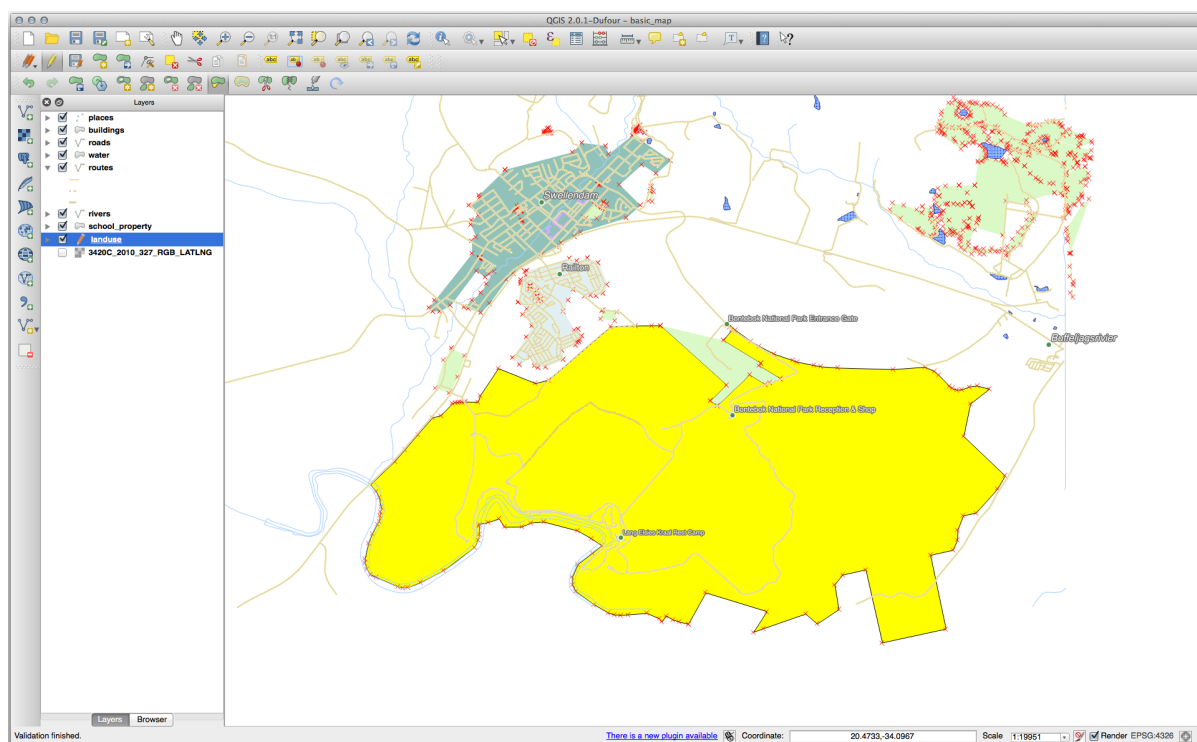 QGIS 2.0.1-Dufour - basic_map
Layers
places
buildings
roads
water
routes
rivers
school_property
landuse
3420C_2010_327_RGB_LATLNG
Swellendam
Railton
Bontebok National Park Entrance Gate
Buffeljagsrivier
Bontebok National Park Reception & Shop
Lang Elsies Kraal Rest Camp
Layers Browser
Validation finished. There is a new plugin available Coordinate: 20.4733,-34.0967 Scale 1:19951 Render EPSG:4326